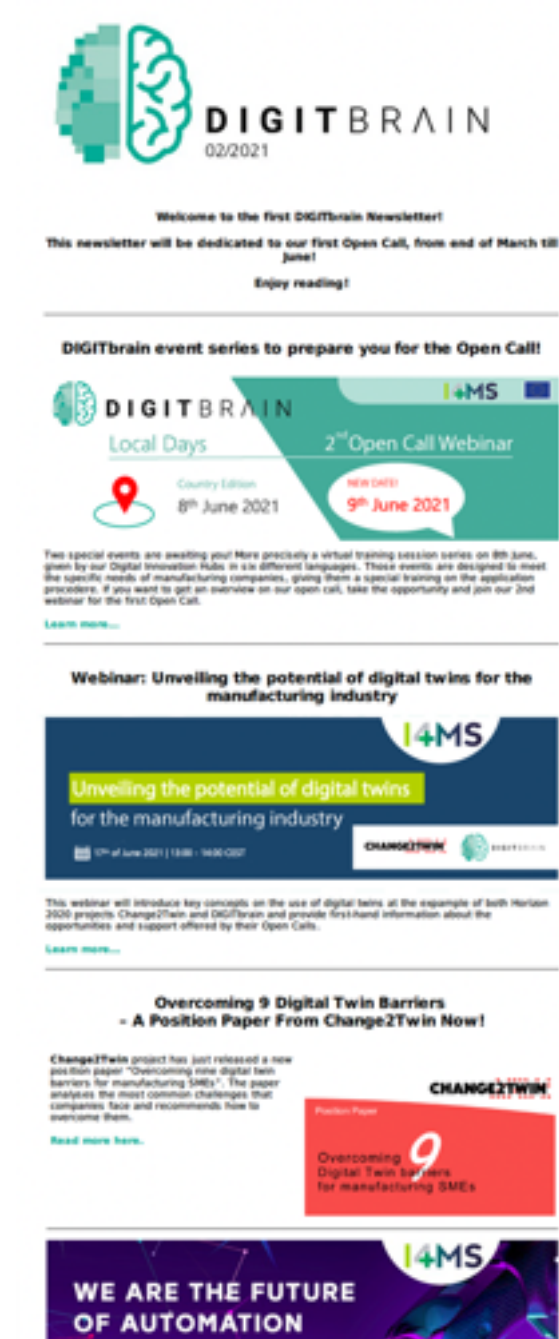 DIGITBRAIN
02/2021
Welcome to the first DIGITbrain Newsletter!
This newsletter will be dedicated to our first Open Call, from end of March till
June!
Enjoy reading!
DIGITbrain event series to prepare you for the Open Call!
DIGITBRAIN
I4MS
Local Days
2nd Open Call Webinar
Country Edition
8th June 2021
NEW DATE!
9th June 2021
Two special events are awaiting you! More precisely a virtual training session series on 8th June,
given by our Digital Innovation Hubs in six different languages. Those events are designed to meet
the specific needs of manufacturing companies, giving them a special training on the application
procedere. If you want to get an overview on our open call, take the opportunity and join our 2nd
webinar for the first Open Call.
Learn more...
Webinar: Unveiling the potential of digital twins for the
manufacturing industry
I4MS
Unveiling the potential of digital twins
for the manufacturing industry
17th of June 2021 | 13:00 - 14:00 CEST
CHANGE2TWIN
DIGITBRAIN
This webinar will introduce key concepts on the use of digital twins at the expample of both Horizon
2020 projects Change2Twin and DIGITbrain and provide first-hand information about the
opportunities and support offered by their Open Calls.
Learn more...
Overcoming 9 Digital Twin Barriers
– A Position Paper From Change2Twin Now!
Change2Twin project has just released a new
position paper "Overcoming nine digital twin
barriers for manufacturing SMEs". The paper
analyses the most common challenges that
companies face and recommends how to
overcome them.
Read more here.
CHANGE2TWIN
Position Paper
Overcoming 9
Digital Twin barriers
for manufacturing SMEs
I4MS
WE ARE THE FUTURE
OF AUTOMATION